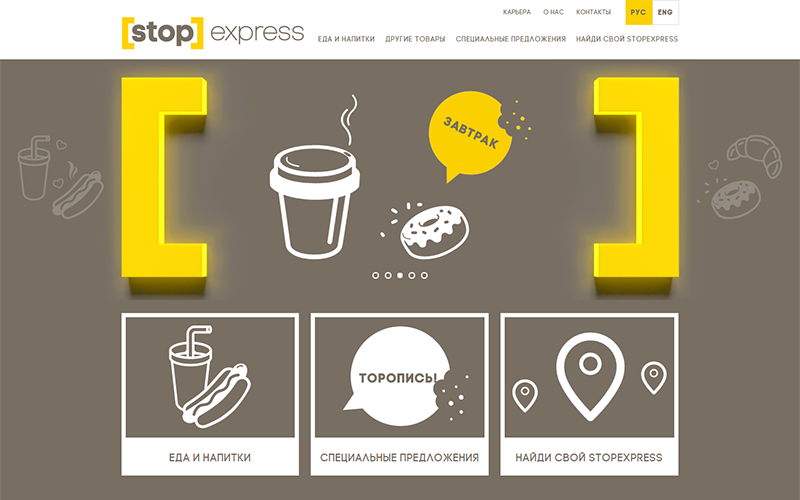 КАРЬЕРА О НАС КОНТАКТЫ РУС ENG
[stop] express
ЕДА И НАПИТКИ ДРУГИЕ ТОВАРЫ СПЕЦИАЛЬНЫЕ ПРЕДЛОЖЕНИЯ НАЙДИ СВОЙ STOPEXPRESS
ЗАВТРАК
ТОРОПИСЬ!
ЕДА И НАПИТКИ
СПЕЦИАЛЬНЫЕ ПРЕДЛОЖЕНИЯ
НАЙДИ СВОЙ STOPEXPRESS